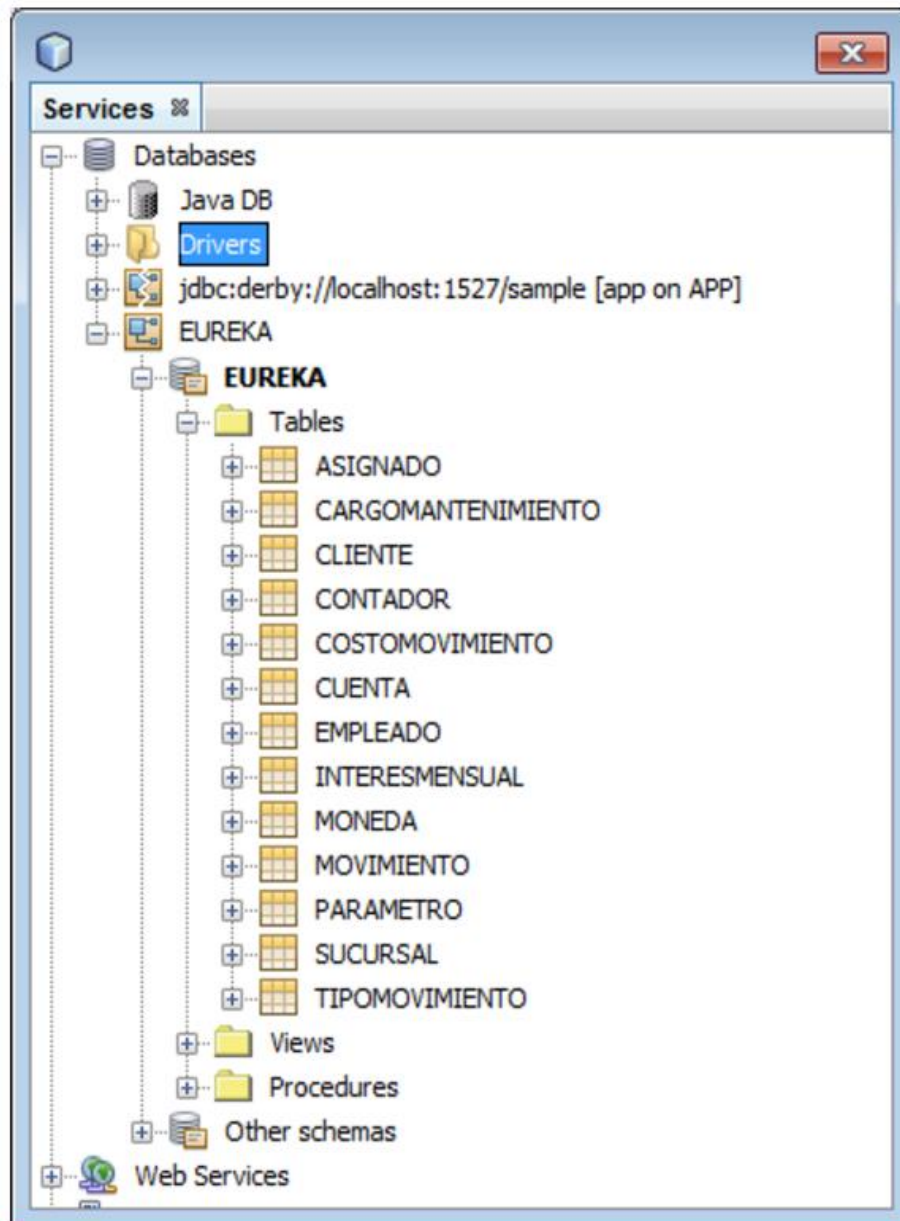 Services
Databases
Java DB
Drivers
jdbc:derby://localhost:1527/sample [app on APP]
EUREKA
EUREKA
Tables
ASIGNADO
CARGOMANTENIMIENTO
CLIENTE
CONTADOR
COSTOMOVIMIENTO
CUENTA
EMPLEADO
INTERESMENSUAL
MONEDA
MOVIMIENTO
PARAMETRO
SUCURSAL
TIPOMOVIMIENTO
Views
Procedures
Other schemas
Web Services